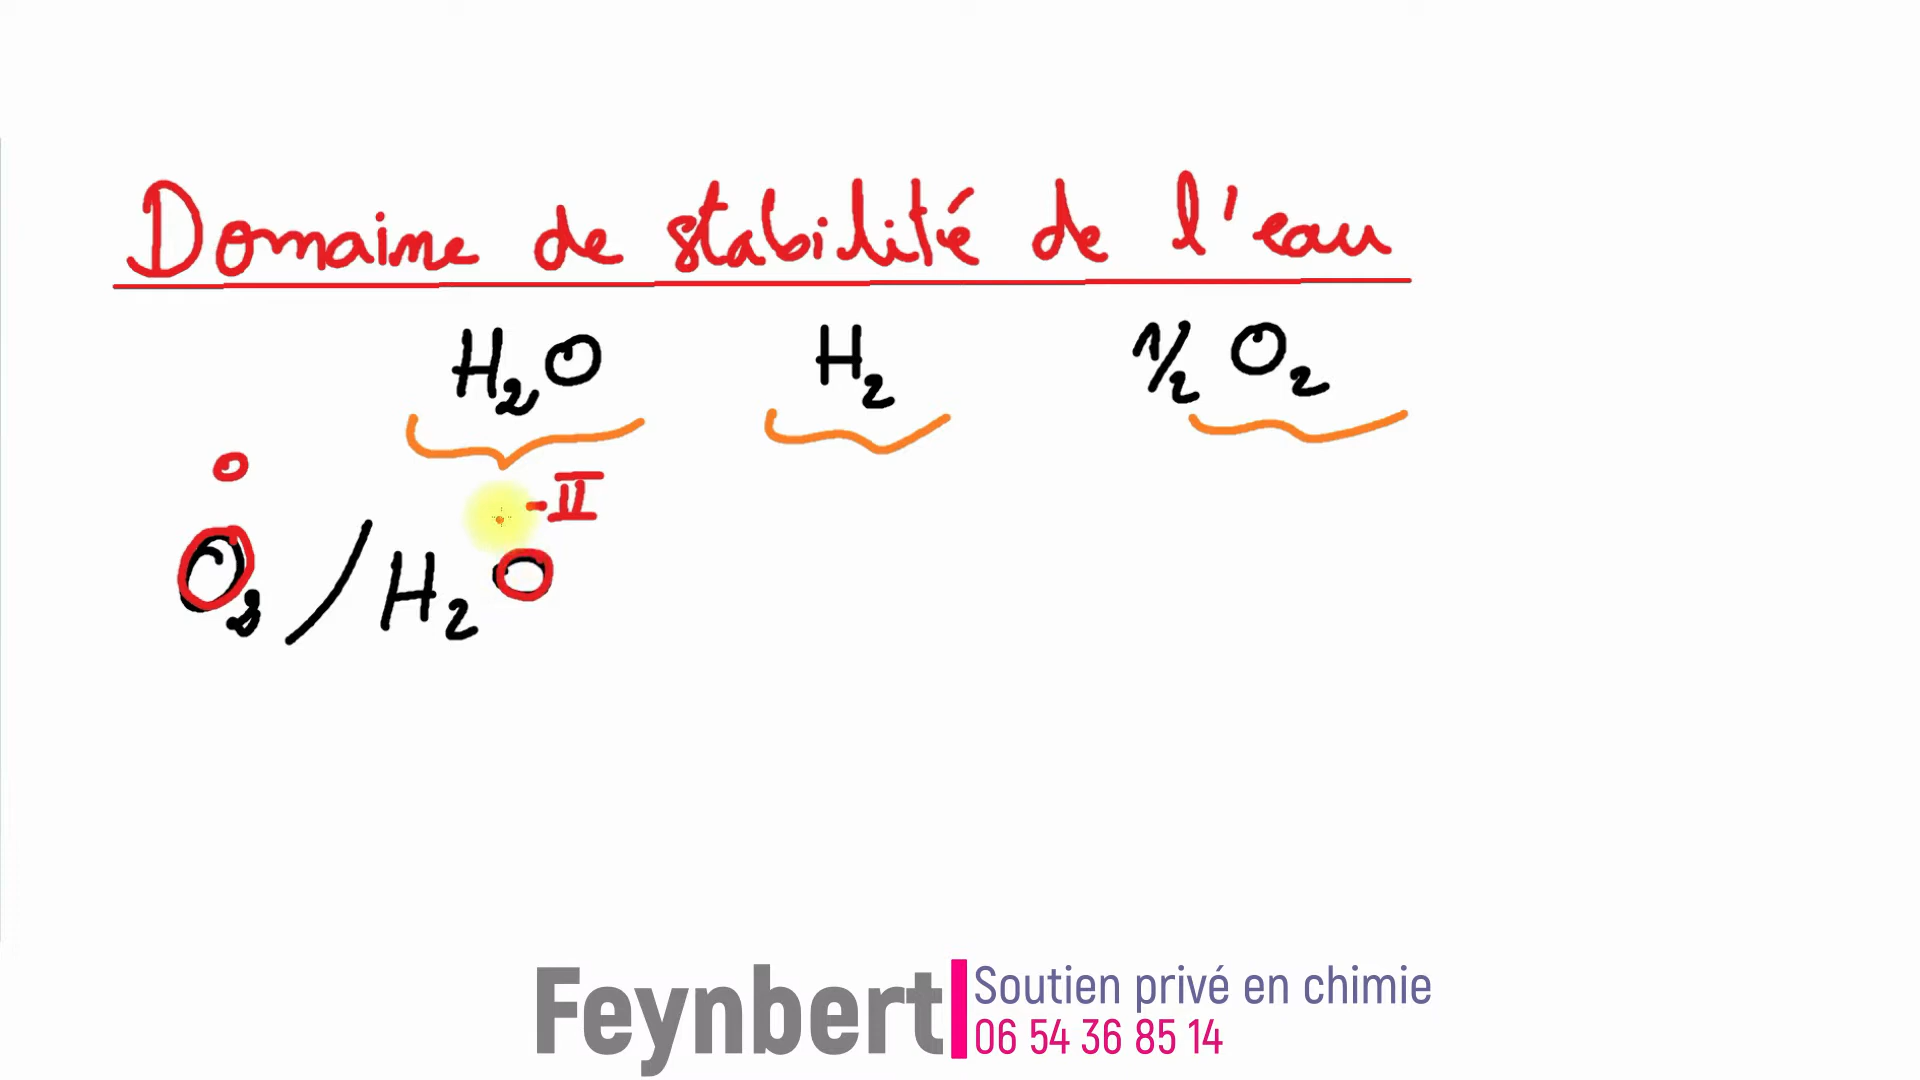 Domaine de stabilité de l'eau
H₂O H₂ 1/2 O₂
0 -II
O₂ / H₂O
Feynbert Soutien privé en chimie
06 54 36 85 14